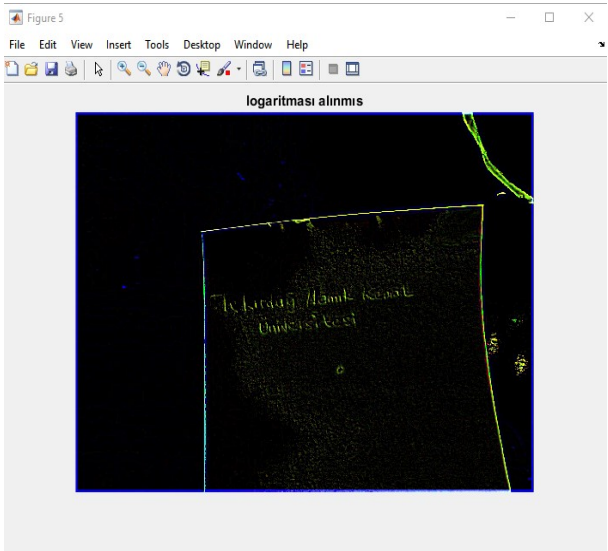 Figure 5
File Edit View Insert Tools Desktop Window Help
logaritması alınmıs
Tekirdağ Namık Kemal
Üniversitesi